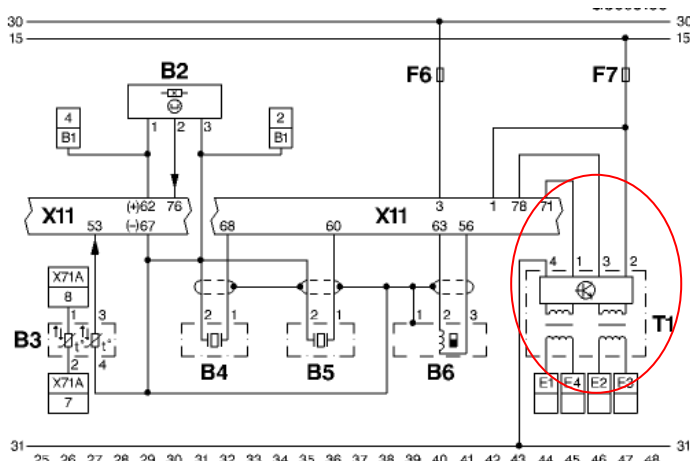 30 30
15 15
B2 F6 F7
4 2
B1 B1
1 2 3
(+)62 76 3 1 78 71
X11 X11
53 (–)67 68 60 63 56
X71A
8
4 1 3 2
1 3 2 1 2 1 1 2 3
B3 t° t° T1
2 4
B4 B5 B6
X71A
7
E1 E4 E2 E3
31 31
25 26 27 28 29 30 31 32 33 34 35 36 37 38 39 40 41 42 43 44 45 46 47 48